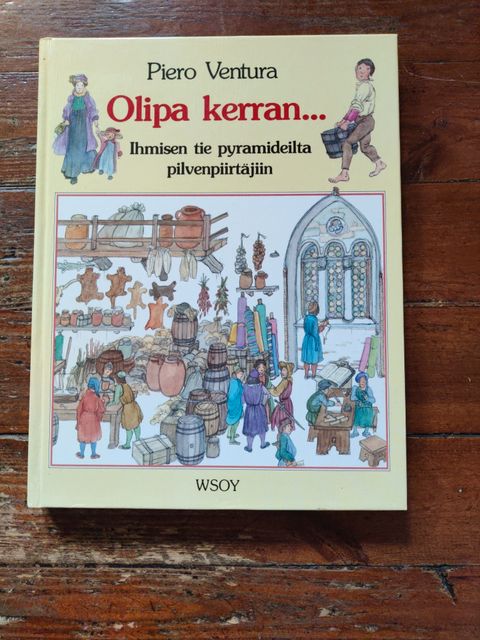 Piero Ventura
Olipa kerran...
Ihmisen tie pyramideilta
pilvenpiirtäjiin
WSOY